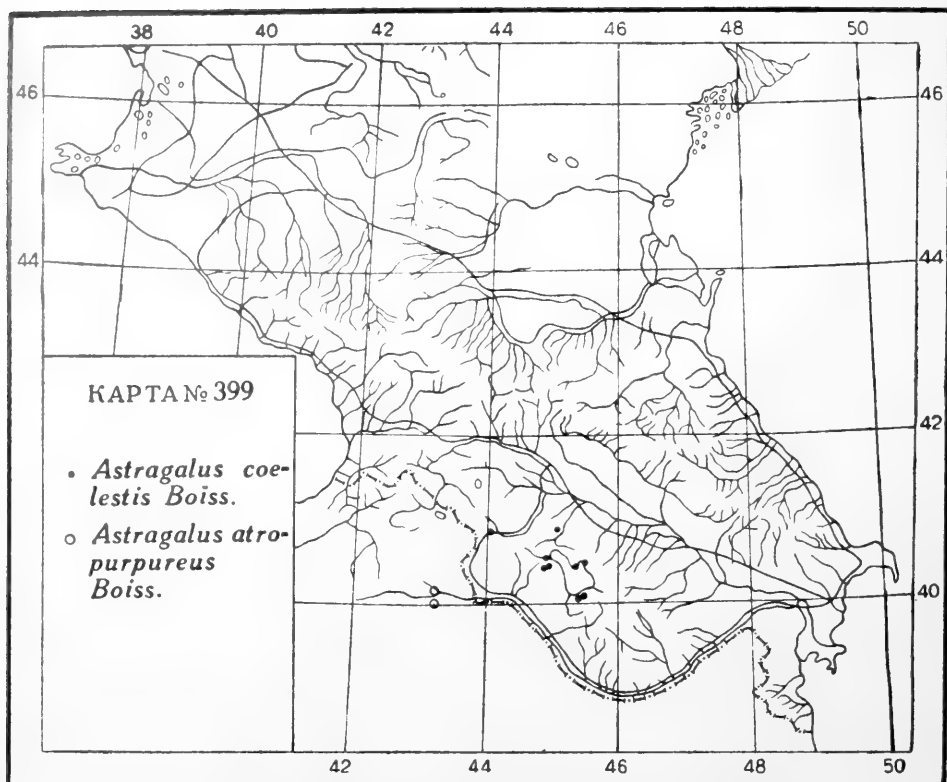 38 40 42 44 46 48 50
46 46
44 44
КАРТА № 399
42
Astragalus coe-
lestis Boiss.
Astragalus atro-
purpureus
Boiss.
40
42 44 46 48 50